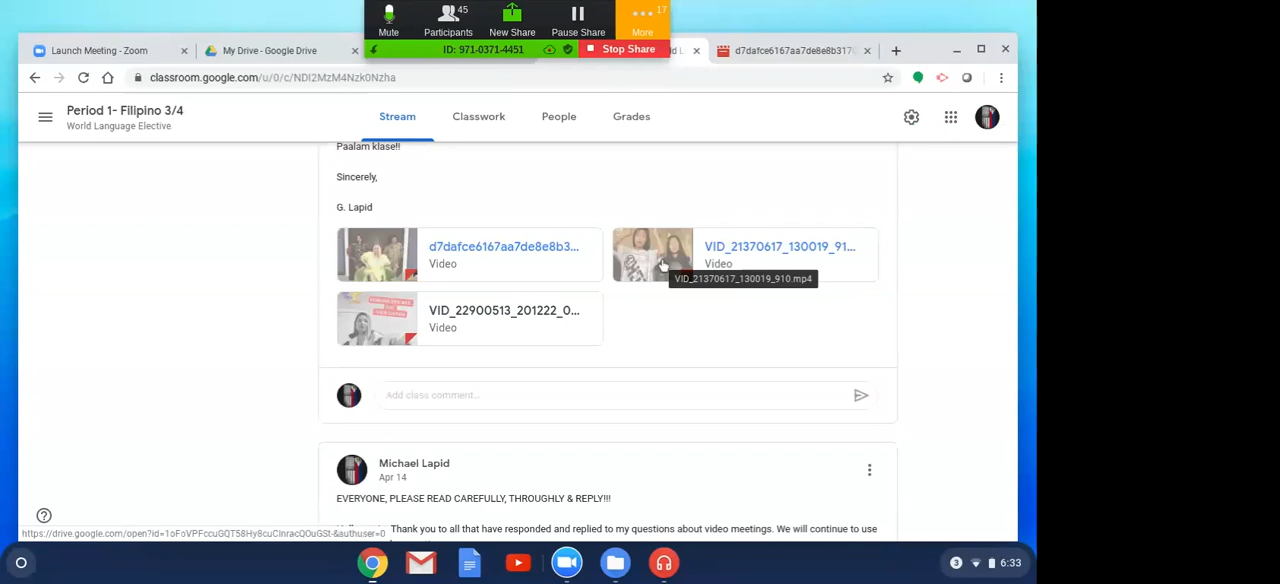 45
17
Mute
Participants
New Share
Pause Share
More
ID: 971-0371-4451
Stop Share
Launch Meeting - Zoom
My Drive - Google Drive
d L
d7dafce6167aa7de8e8b317
classroom.google.com/u/0/c/NDI2MzM4Nzk0Nzha
Period 1- Filipino 3/4
World Language Elective
Stream
Classwork
People
Grades
Paalam klase!!
Sincerely,
G. Lapid
d7dafce6167aa7de8e8b3...
Video
VID_21370617_130019_91...
Video
VID_21370617_130019_910.mp4
VID_22900513_201222_0...
Video
Add class comment...
Michael Lapid
Apr 14
EVERYONE, PLEASE READ CAREFULLY, THROUGHLY & REPLY!!!
Thank you to all that have responded and replied to my questions about video meetings. We will continue to use
https://drive.google.com/open?id=1oFoVPFccuGQT58Hy8cuCInracQOuGSt-&authuser=0
3
6:33